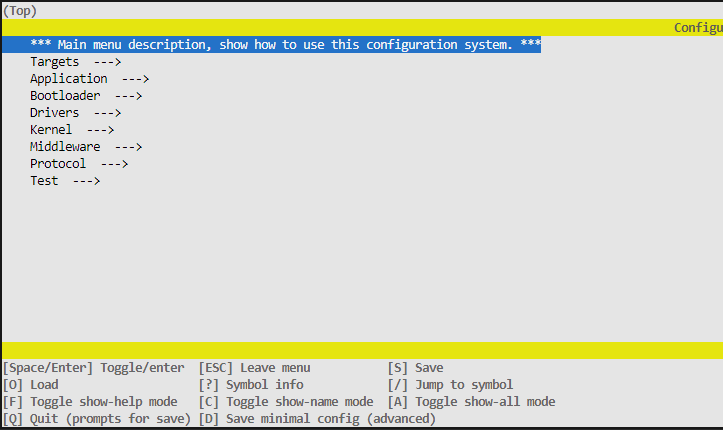 (Top)
Configu
*** Main menu description, show how to use this configuration system. ***
Targets  --->
Application  --->
Bootloader  --->
Drivers  --->
Kernel  --->
Middleware  --->
Protocol  --->
Test  --->
[Space/Enter] Toggle/enter  [ESC] Leave menu           [S] Save
[O] Load                    [?] Symbol info            [/] Jump to symbol
[F] Toggle show-help mode   [C] Toggle show-name mode  [A] Toggle show-all mode
[Q] Quit (prompts for save) [D] Save minimal config (advanced)